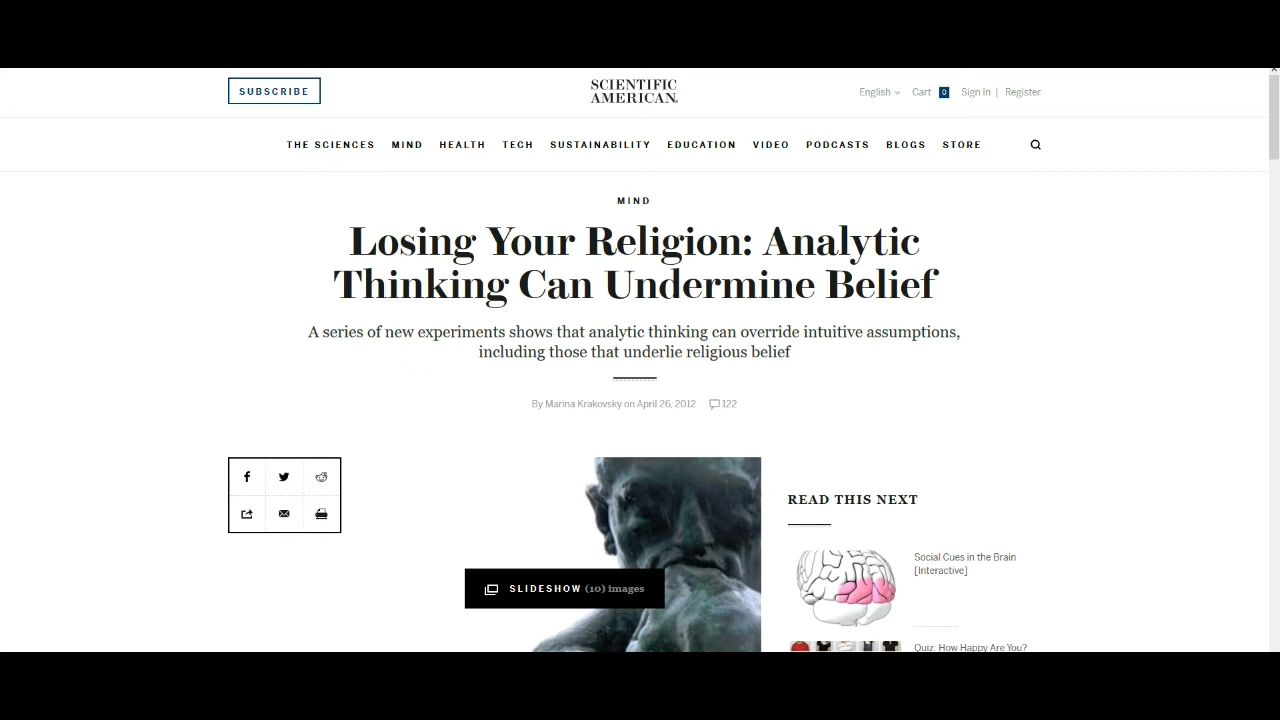 SUBSCRIBE
SCIENTIFIC
AMERICAN.
English
Cart 0
Sign In | Register
THE SCIENCES MIND HEALTH TECH SUSTAINABILITY EDUCATION VIDEO PODCASTS BLOGS STORE
MIND
Losing Your Religion: Analytic
Thinking Can Undermine Belief
A series of new experiments shows that analytic thinking can override intuitive assumptions,
including those that underlie religious belief
By Marina Krakovsky on April 26, 2012 122
SLIDESHOW (10) images
READ THIS NEXT
Social Cues in the Brain
[Interactive]
Quiz: How Happy Are You?